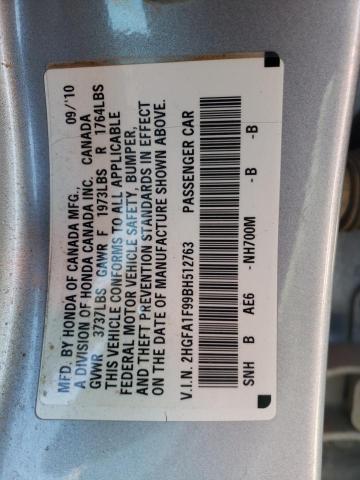 MFD. BY HONDA OF CANADA MFG., 09/'10
A DIVISION OF HONDA CANADA INC. CANADA
GVWR 3737LBS GAWR F 1973LBS R 1764LBS
THIS VEHICLE CONFORMS TO ALL APPLICABLE
FEDERAL MOTOR VEHICLE SAFETY, BUMPER,
AND THEFT PREVENTION STANDARDS IN EFFECT
ON THE DATE OF MANUFACTURE SHOWN ABOVE.
V.I.N. 2HGFA1F99BH512763 PASSENGER CAR
SNH B AE6 -NH700M -B -B